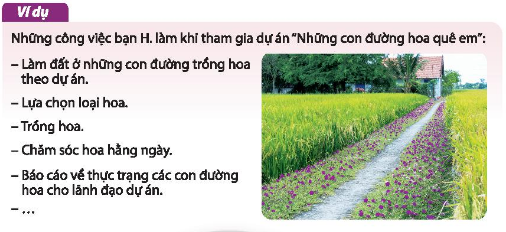 Ví dụ
Những công việc bạn H. làm khi tham gia dự án "Những con đường hoa quê em":
– Làm đất ở những con đường trồng hoa
theo dự án.
– Lựa chọn loại hoa.
– Trồng hoa.
– Chăm sóc hoa hằng ngày.
– Báo cáo về thực trạng các con đường
hoa cho lãnh đạo dự án.
– ...